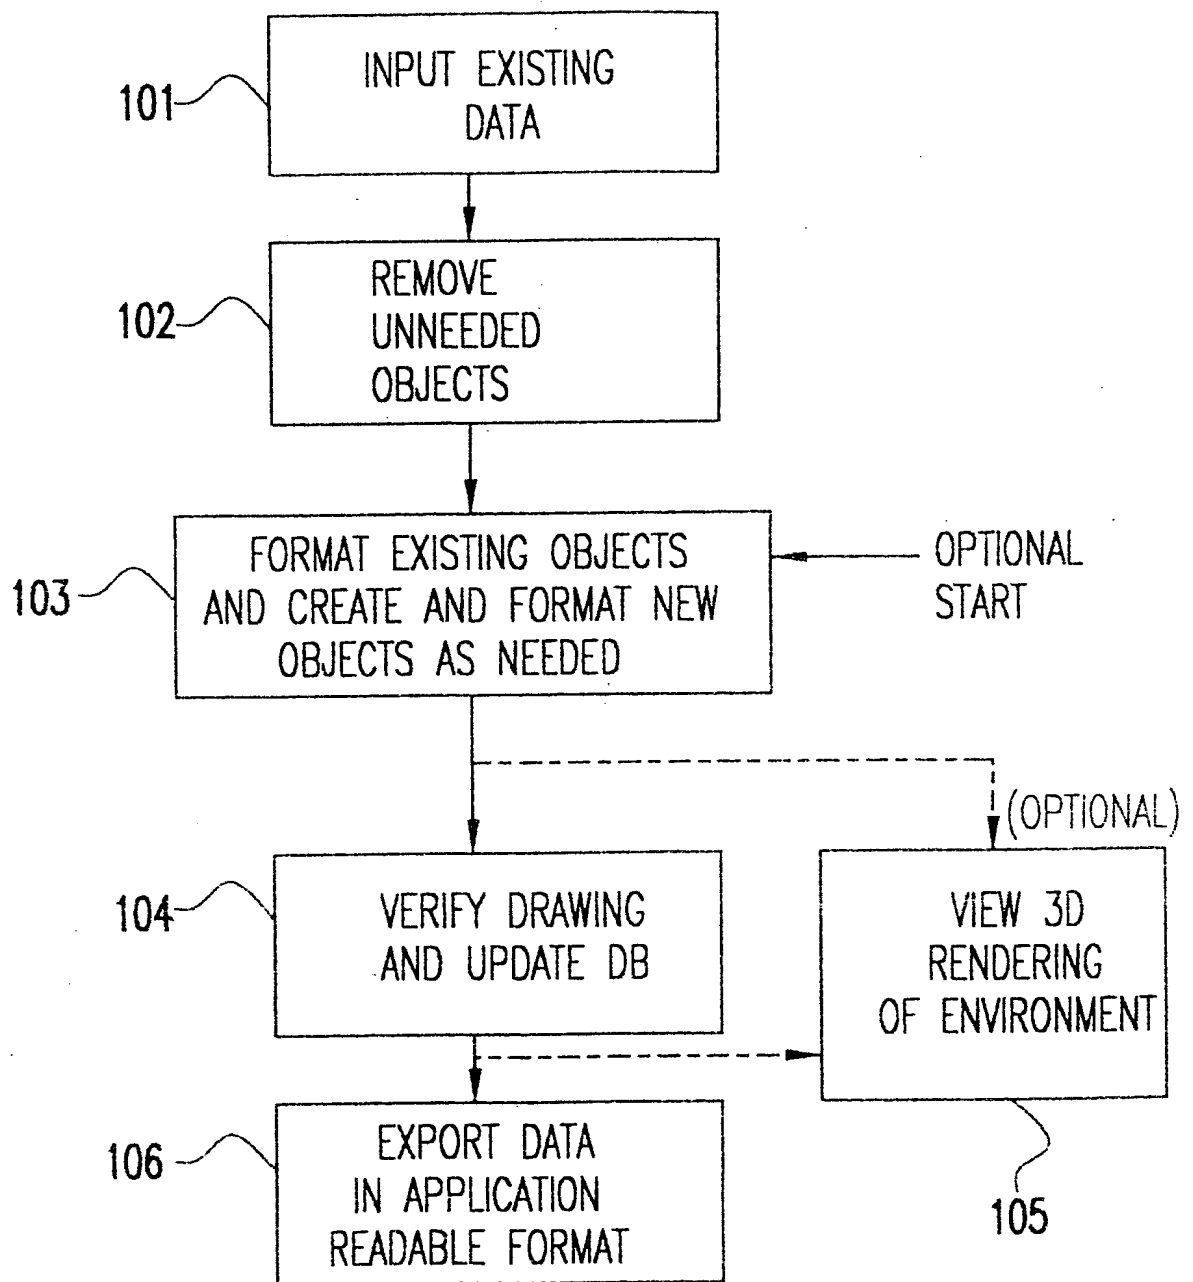 INPUT EXISTING
DATA
101
REMOVE
UNNEEDED
OBJECTS
102
FORMAT EXISTING OBJECTS
AND CREATE AND FORMAT NEW
OBJECTS AS NEEDED
103
OPTIONAL
START
(OPTIONAL)
VERIFY DRAWING
AND UPDATE DB
104
VIEW 3D
RENDERING
OF ENVIRONMENT
105
EXPORT DATA
IN APPLICATION
READABLE FORMAT
106